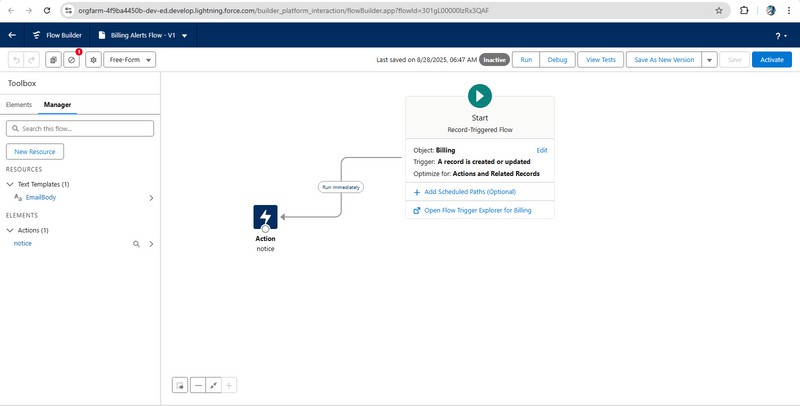 orgfarm-4f9ba4450b-dev-ed.develop.lightning.force.com/builder_platform_interaction/flowBuilder.app?flowId=301gL00000IzRx3QAF
Flow Builder
Billing Alerts Flow - V1
?
1
Free-Form
Last saved on 8/28/2025, 06:47 AM
Inactive
Run
Debug
View Tests
Save As New Version
Save
Activate
Toolbox
Elements
Manager
Search this flow...
New Resource
RESOURCES
Text Templates (1)
EmailBody
ELEMENTS
Actions (1)
notice
Start
Record-Triggered Flow
Object: Billing
Edit
Trigger: A record is created or updated
Optimize for: Actions and Related Records
Add Scheduled Paths (Optional)
Open Flow Trigger Explorer for Billing
Run Immediately
Action
notice